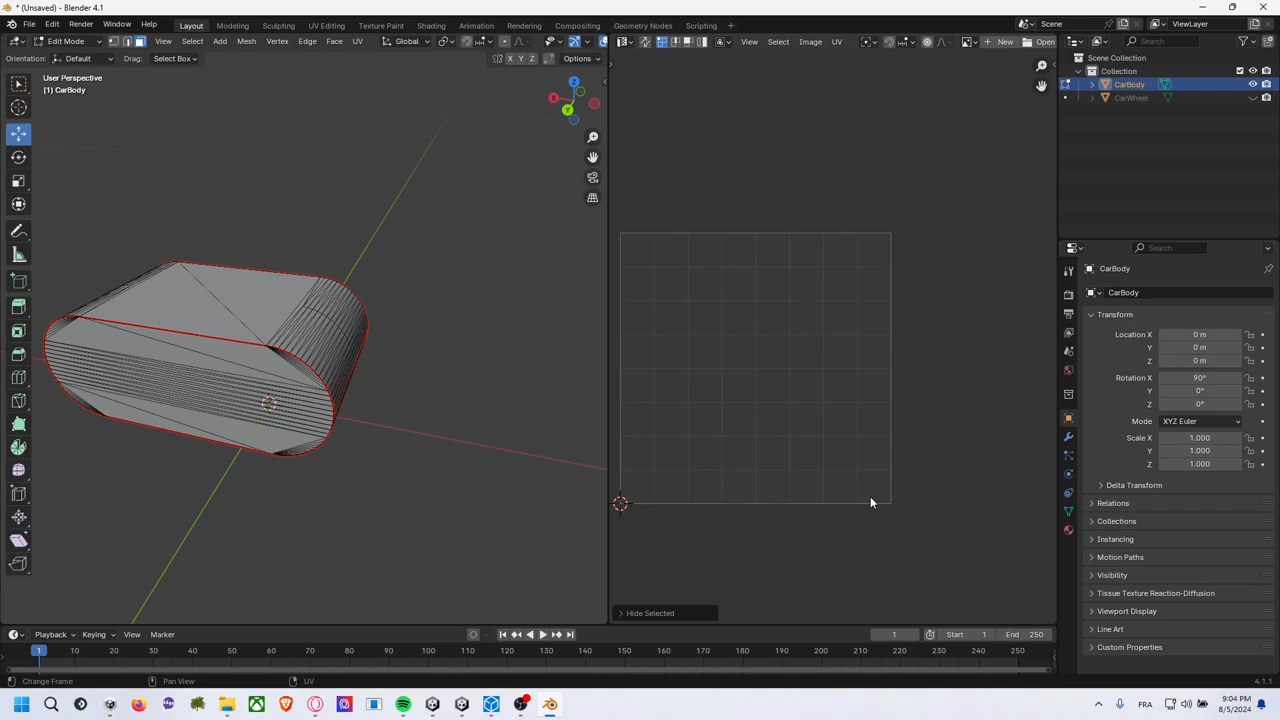 * (Unsaved) - Blender 4.1
File Edit Render Window Help Layout Modeling Sculpting UV Editing Texture Paint Shading Animation Rendering Compositing Geometry Nodes Scripting + Scene ViewLayer
Edit Mode View Select Add Mesh Vertex Edge Face UV Global View Select Image UV New Open Search
Orientation: Default Drag: Select Box X Y Z Options Scene Collection
Collection
User Perspective
(1) CarBody
CarBody
CarWheel
Z
X
Y
Search
CarBody
CarBody
Transform
Location X 0 m
Y 0 m
Z 0 m
Rotation X 90°
Y 0°
Z 0°
Mode XYZ Euler
Scale X 1.000
Y 1.000
Z 1.000
Delta Transform
Relations
Collections
Instancing
Motion Paths
Visibility
Tissue Texture Reaction-Diffusion
Viewport Display
Line Art
Custom Properties
Hide Selected
Playback Keying View Marker 1 Start 1 End 250
1 10 20 30 40 50 60 70 80 90 100 110 120 130 140 150 160 170 180 190 200 210 220 230 240 250
Change Frame Pan View UV 4.1.1
FRA 9:04 PM
8/5/2024